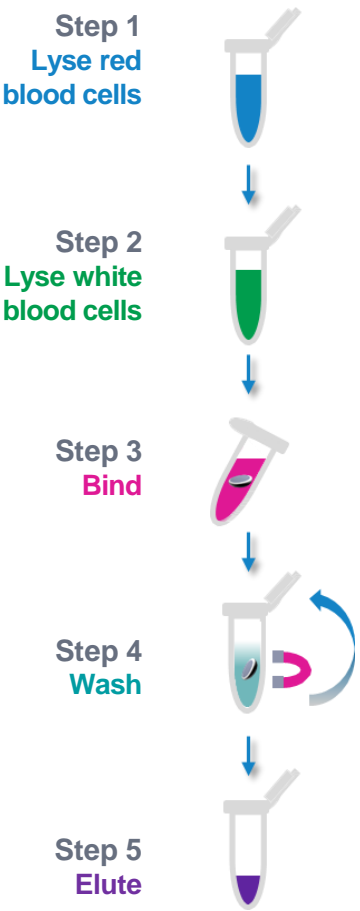 Step 1
Lyse red
blood cells
Step 2
Lyse white
blood cells
Step 3
Bind
Step 4
Wash
Step 5
Elute